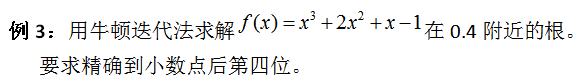 例 3：用牛顿迭代法求解 f(x) = x³ + 2x² + x − 1 在 0.4 附近的根。
要求精确到小数点后第四位。